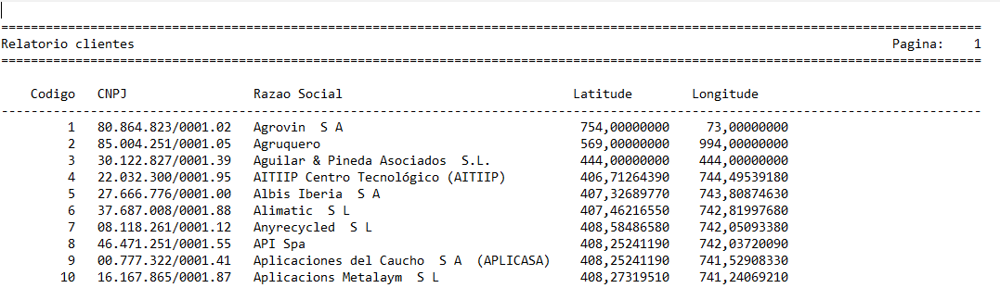 ================================================================================
Relatorio clientes Pagina: 1
================================================================================
Codigo CNPJ Razao Social Latitude Longitude
--------------------------------------------------------------------------------
1 80.864.823/0001.02 Agrovin S A 754,00000000 73,00000000
2 85.004.251/0001.05 Agruquero 569,00000000 994,00000000
3 30.122.827/0001.39 Aguilar & Pineda Asociados S.L. 444,00000000 444,00000000
4 22.032.300/0001.95 AITIIP Centro Tecnológico (AITIIP) 406,71264390 744,49539180
5 27.666.776/0001.00 Albis Iberia S A 407,32689770 743,80874630
6 37.687.008/0001.88 Alimatic S L 407,46216550 742,81997680
7 08.118.261/0001.12 Anyrecycled S L 408,58486580 742,05093380
8 46.471.251/0001.55 API Spa 408,25241190 742,03720090
9 00.777.322/0001.41 Aplicaciones del Caucho S A (APLICASA) 408,25241190 741,52908330
10 16.167.865/0001.87 Aplicacions Metalaym S L 408,27319510 741,24069210